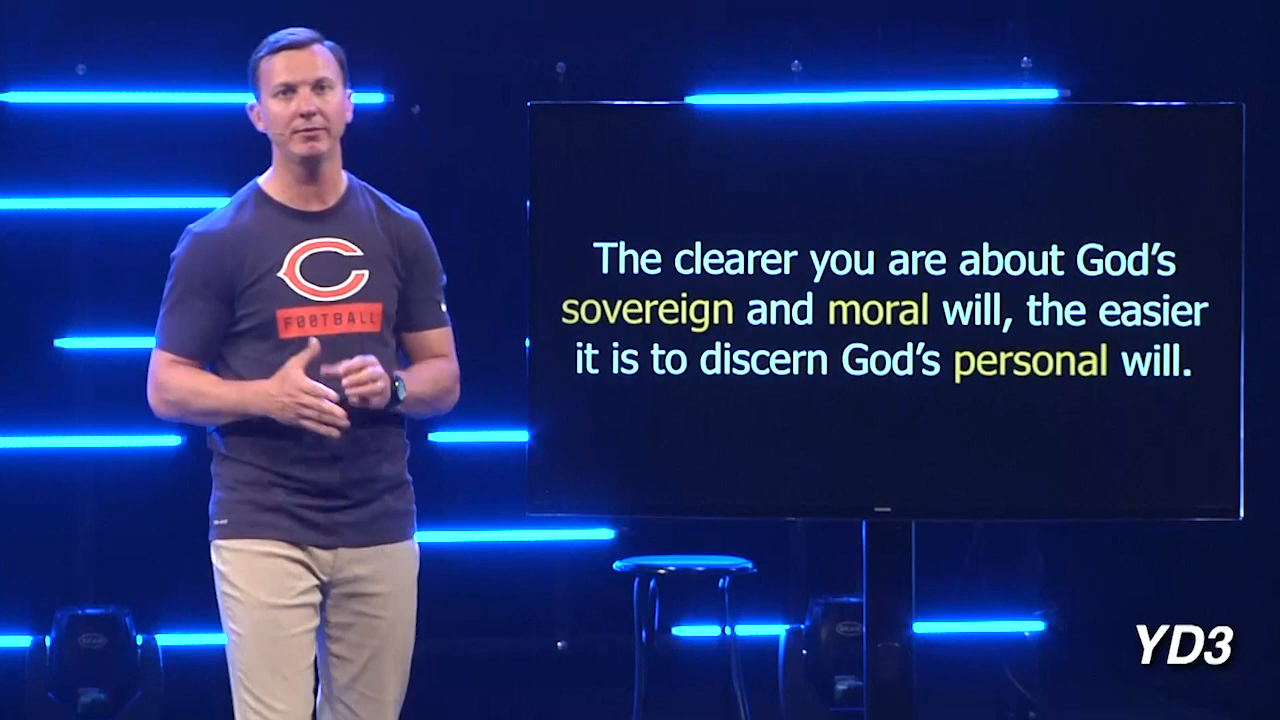 C
FOOTBALL
The clearer you are about God's
sovereign and moral will, the easier
it is to discern God's personal will.
YD3